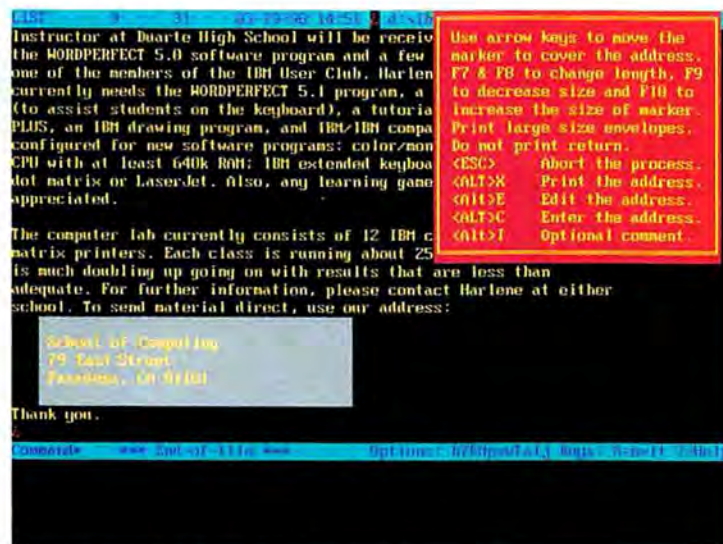 LIST 9 31 14:51
Instructor at Duarte High School will be receiv
the WORDPERFECT 5.0 software program and a few
one of the members of the IBM User Club. Harlen
currently needs the WORDPERFECT 5.1 program, a
(to assist students on the keyboard), a tutoria
PLUS, an IBM drawing program, and IBM/IBM compa
configured for new software programs: color/mon
CPU with at least 640k RAM; IBM extended keyboa
dot matrix or LaserJet. Also, any learning game
appreciated.
The computer lab currently consists of 12 IBM c
matrix printers. Each class is running about 25
is much doubling up going on with results that are less than
adequate. For further information, please contact Harlene at either
school. To send material direct, use our address:
School of Computing
79 East Street
Pasadena, CA
Thank you.
Command> *** End-of-file *** Options: Keys:
Use arrow keys to move the
marker to cover the address.
F7 & F8 to change length, F9
to decrease size and F10 to
increase the size of marker.
Print large size envelopes.
Do not print return.
<ESC> Abort the process.
<ALT>X Print the address.
<Alt>E Edit the address.
<ALT>C Enter the address.
<Alt>I Optional comment.